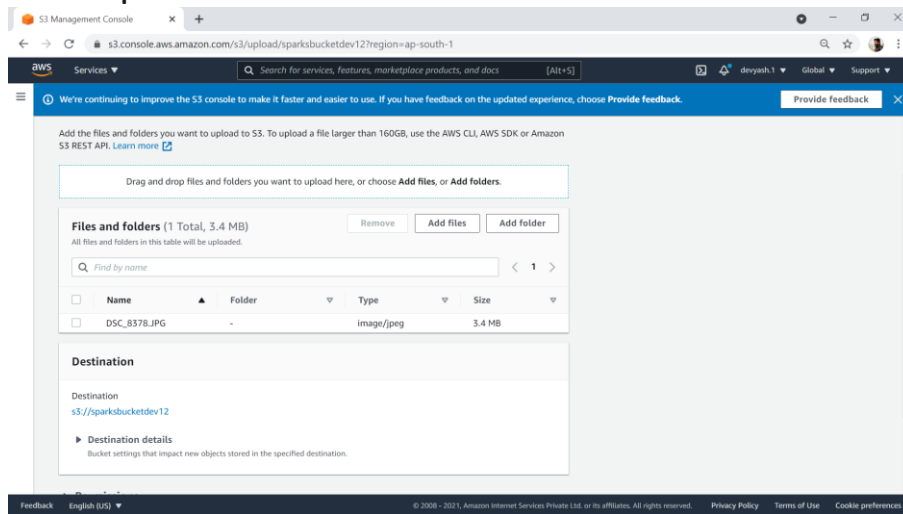 S3 Management Console
s3.console.aws.amazon.com/s3/upload/sparksbucketdev12?region=ap-south-1
aws Services ▼ Search for services, features, marketplace products, and docs [Alt+S] devyash.1 ▼ Global ▼ Support ▼
We're continuing to improve the S3 console to make it faster and easier to use. If you have feedback on the updated experience, choose Provide feedback. Provide feedback
Add the files and folders you want to upload to S3. To upload a file larger than 160GB, use the AWS CLI, AWS SDK or Amazon
S3 REST API. Learn more
Drag and drop files and folders you want to upload here, or choose Add files, or Add folders.
Files and folders (1 Total, 3.4 MB) Remove Add files Add folder
All files and folders in this table will be uploaded.
Find by name 1
Name Folder Type Size
DSC_8378.JPG - image/jpeg 3.4 MB
Destination
Destination
s3://sparksbucketdev12
Destination details
Bucket settings that impact new objects stored in the specified destination.
Feedback English (US) ▼ © 2008 - 2021, Amazon Internet Services Private Ltd. or its affiliates. All rights reserved. Privacy Policy Terms of Use Cookie preferences